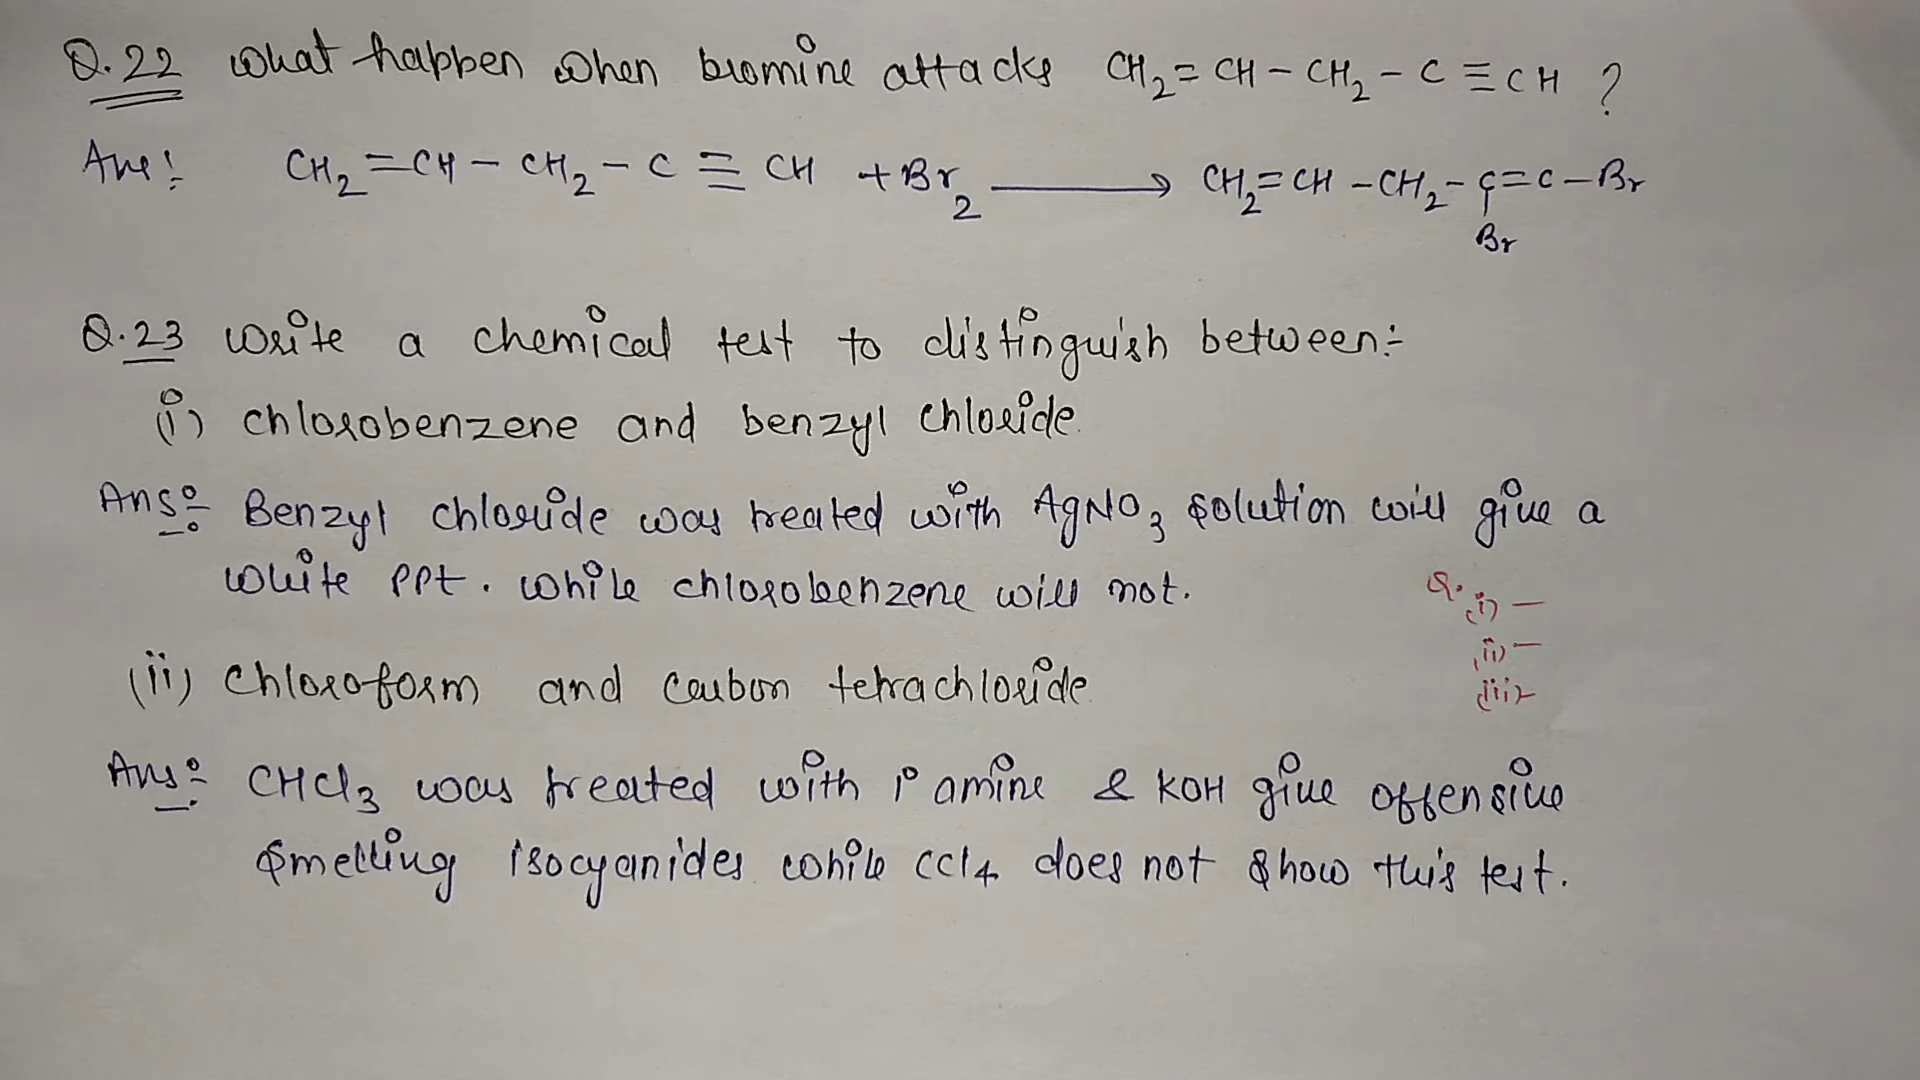 Q.22 what happen when bromine attacks CH₂=CH-CH₂-C≡CH ?
Ans: CH₂=CH-CH₂-C≡CH +Br₂ ⟶ CH₂=CH-CH₂-C=C-Br
Br
Q.23 write a chemical test to distinguish between:-
(i) chlorobenzene and benzyl chloride.
Ans:- Benzyl chloride was treated with AgNO₃ solution will give a
white ppt. while chlorobenzene will not.
Q. (i) —
(ii) —
(iii) -
(ii) chloroform and carbon tetrachloride
Ans:- CHCl₃ was treated with 1° amine & KOH give offensive
smelling isocyanides while CCl₄ does not show this test.